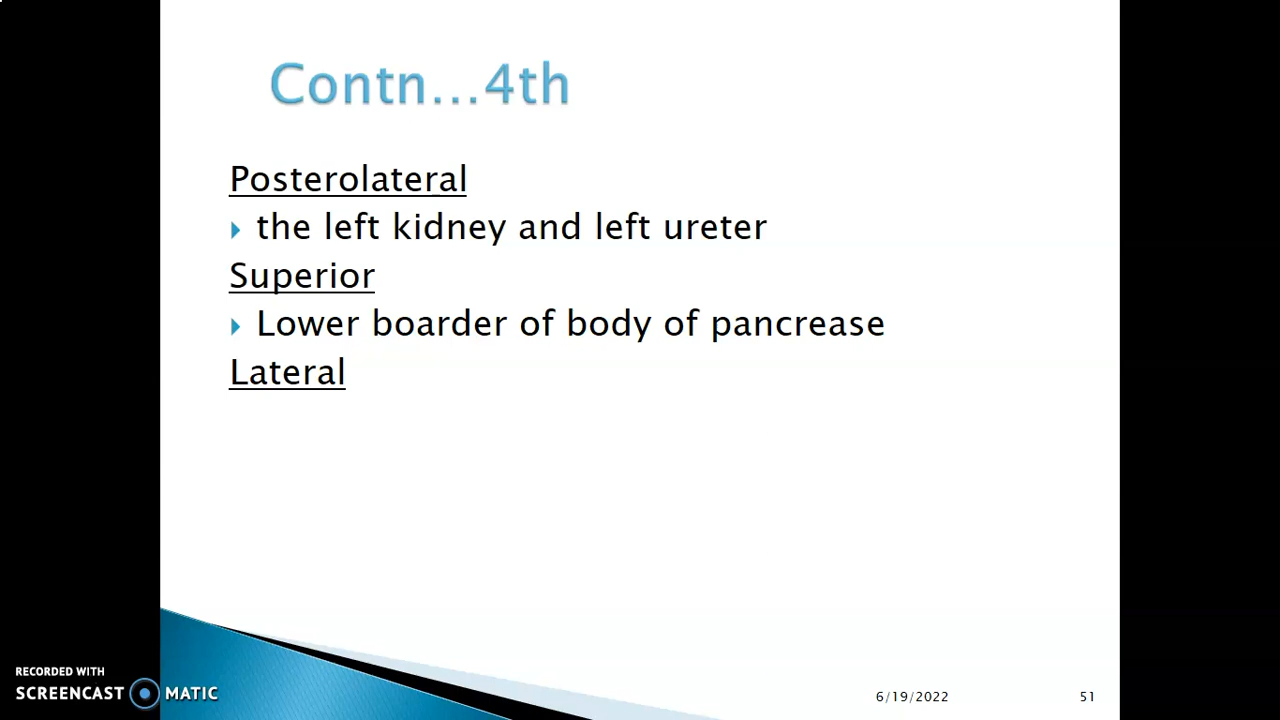 Contn...4th
Posterolateral
the left kidney and left ureter
Superior
Lower boarder of body of pancrease
Lateral
RECORDED WITH
SCREENCAST MATIC
6/19/2022
51